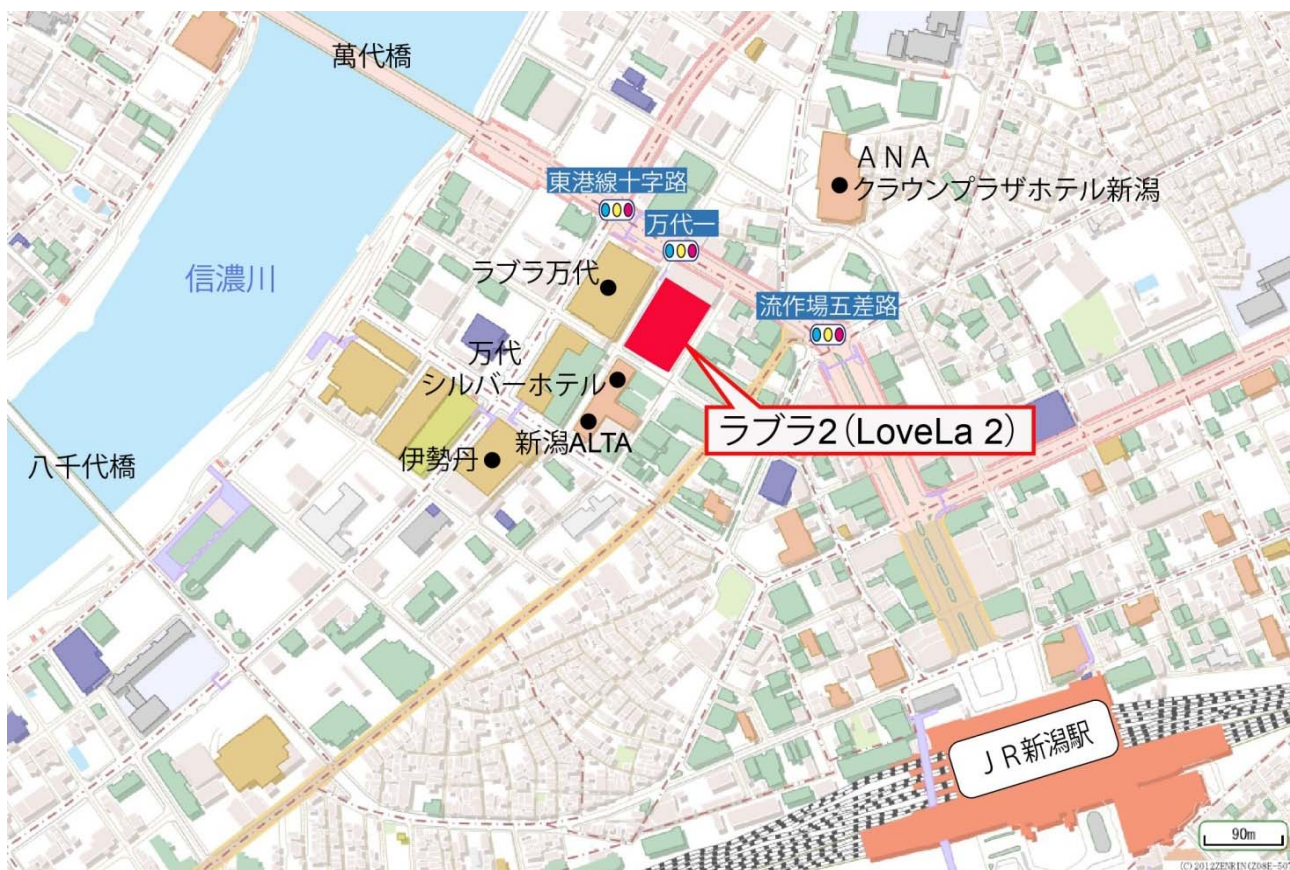 萬代橋
ANA
クラウンプラザホテル新潟
東港線十字路
万代一
信濃川
ラブラ万代
流作場五差路
万代
シルバーホテル
ラブラ2(LoveLa 2)
新潟ALTA
伊勢丹
八千代橋
JR新潟駅
90m
(C) 2012ZENRIN(Z08E-507